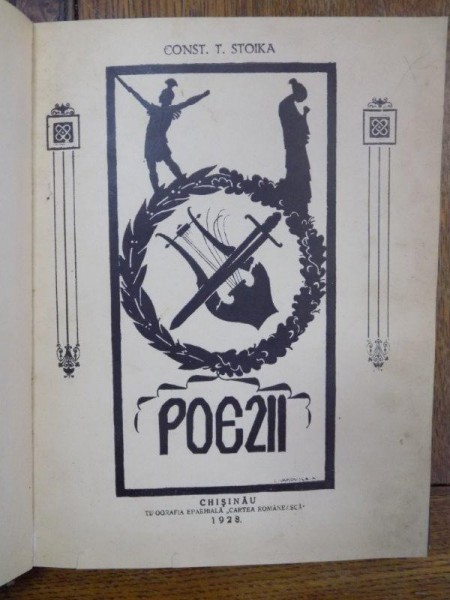 CONST. T. STOIKA
POEZII
CHIȘINĂU
TIPOGRAFIA EPARHIALĂ „CARTEA ROMÂNEASCĂ"
1928.